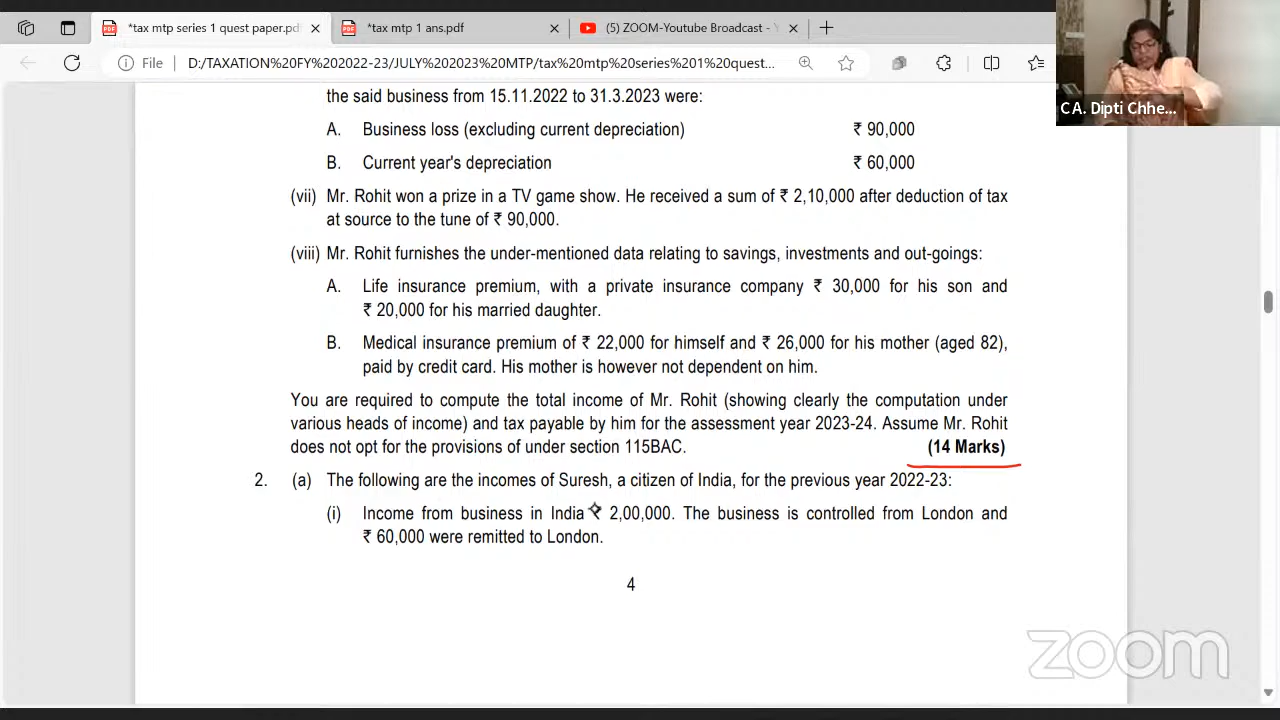 *tax mtp series 1 quest paper.pdf
*tax mtp 1 ans.pdf
(5) ZOOM-Youtube Broadcast - Y
File
D:/TAXATION%20FY%202022-23/JULY%202023%20MTP/tax%20mtp%20series%201%20quest...
C A. Dipti Chhe...
the said business from 15.11.2022 to 31.3.2023 were:
A. Business loss (excluding current depreciation) ₹ 90,000
B. Current year's depreciation ₹ 60,000
(vii) Mr. Rohit won a prize in a TV game show. He received a sum of ₹ 2,10,000 after deduction of tax
at source to the tune of ₹ 90,000.
(viii) Mr. Rohit furnishes the under-mentioned data relating to savings, investments and out-goings:
A. Life insurance premium, with a private insurance company ₹ 30,000 for his son and
₹ 20,000 for his married daughter.
B. Medical insurance premium of ₹ 22,000 for himself and ₹ 26,000 for his mother (aged 82),
paid by credit card. His mother is however not dependent on him.
You are required to compute the total income of Mr. Rohit (showing clearly the computation under
various heads of income) and tax payable by him for the assessment year 2023-24. Assume Mr. Rohit
does not opt for the provisions of under section 115BAC. (14 Marks)
2. (a) The following are the incomes of Suresh, a citizen of India, for the previous year 2022-23:
(i) Income from business in India ₹ 2,00,000. The business is controlled from London and
₹ 60,000 were remitted to London.
4
zoom